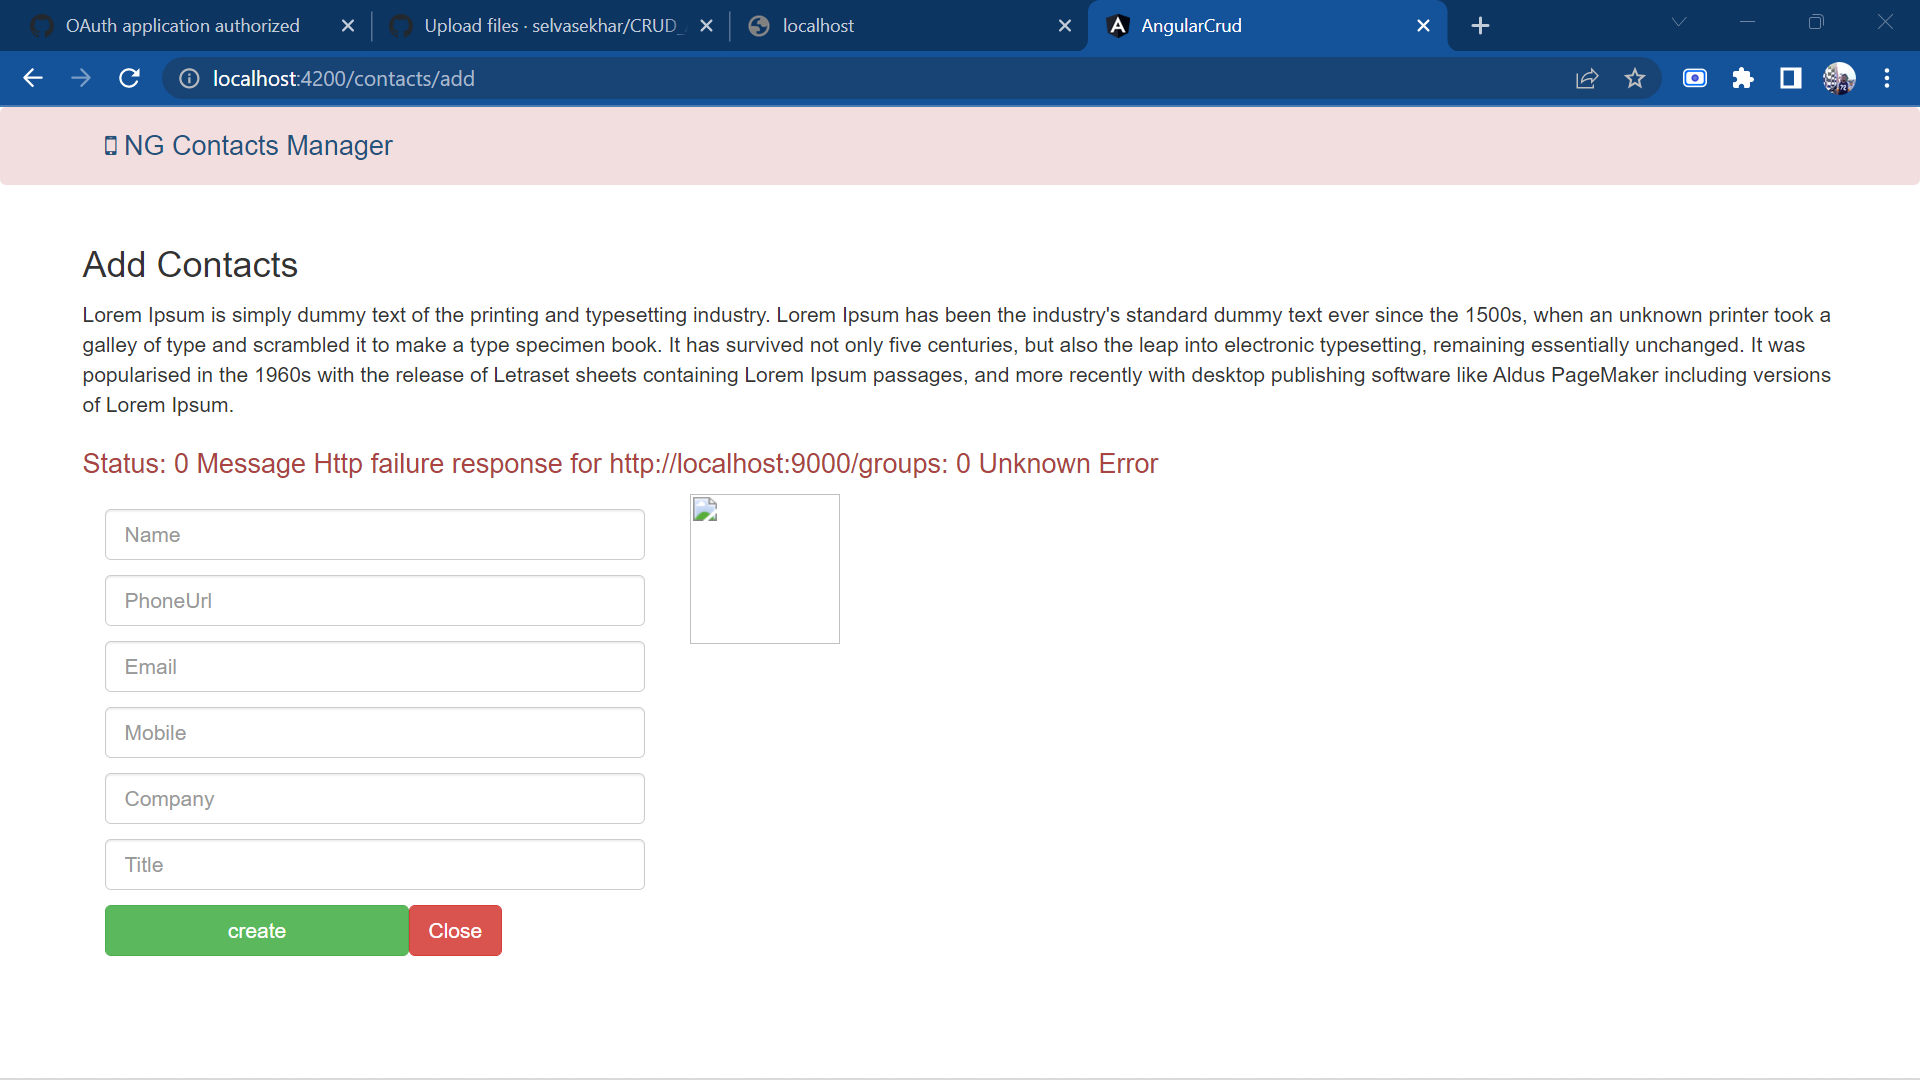 OAuth application authorized
Upload files · selvasekhar/CRUD_
localhost
AngularCrud
localhost:4200/contacts/add
NG Contacts Manager
Add Contacts
Lorem Ipsum is simply dummy text of the printing and typesetting industry. Lorem Ipsum has been the industry's standard dummy text ever since the 1500s, when an unknown printer took a
galley of type and scrambled it to make a type specimen book. It has survived not only five centuries, but also the leap into electronic typesetting, remaining essentially unchanged. It was
popularised in the 1960s with the release of Letraset sheets containing Lorem Ipsum passages, and more recently with desktop publishing software like Aldus PageMaker including versions
of Lorem Ipsum.
Status: 0 Message Http failure response for http://localhost:9000/groups: 0 Unknown Error
Name
PhoneUrl
Email
Mobile
Company
Title
create
Close